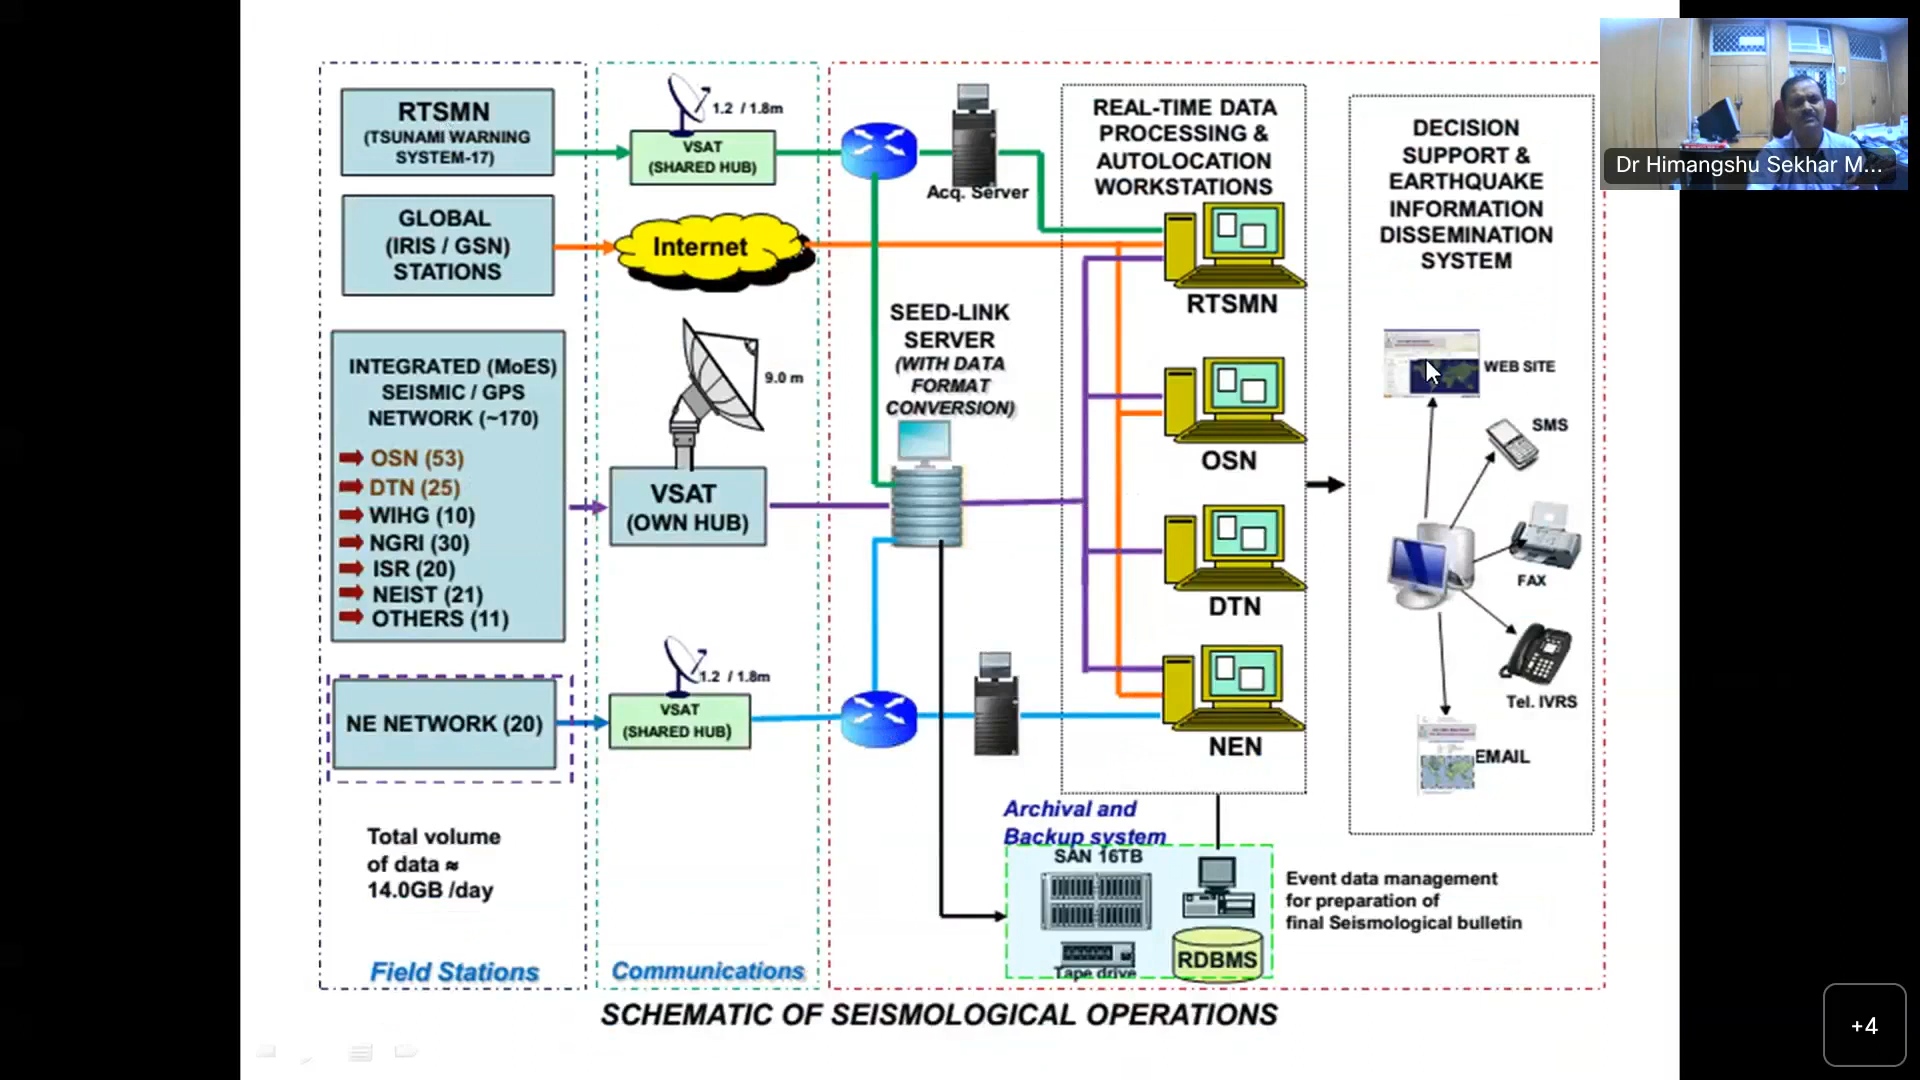 RTSMN
(TSUNAMI WARNING
SYSTEM-17)
GLOBAL
(IRIS / GSN)
STATIONS
INTEGRATED (MoES)
SEISMIC / GPS
NETWORK (~170)
OSN (53)
DTN (25)
WIHG (10)
NGRI (30)
ISR (20)
NEIST (21)
OTHERS (11)
NE NETWORK (20)
Total volume
of data ≈
14.0GB /day
Field Stations
1.2 / 1.8m
VSAT
(SHARED HUB)
Internet
9.0 m
VSAT
(OWN HUB)
1.2 / 1.8m
VSAT
(SHARED HUB)
Communications
Acq. Server
SEED-LINK
SERVER
(WITH DATA
FORMAT
CONVERSION)
REAL-TIME DATA
PROCESSING &
AUTOLOCATION
WORKSTATIONS
RTSMN
OSN
DTN
NEN
Archival and
Backup system
SAN 16TB
Tape drive
RDBMS
Event data management
for preparation of
final Seismological bulletin
DECISION
SUPPORT &
EARTHQUAKE
INFORMATION
DISSEMINATION
SYSTEM
WEB SITE
SMS
FAX
Tel. IVRS
EMAIL
SCHEMATIC OF SEISMOLOGICAL OPERATIONS
Dr Himangshu Sekhar M...
+4